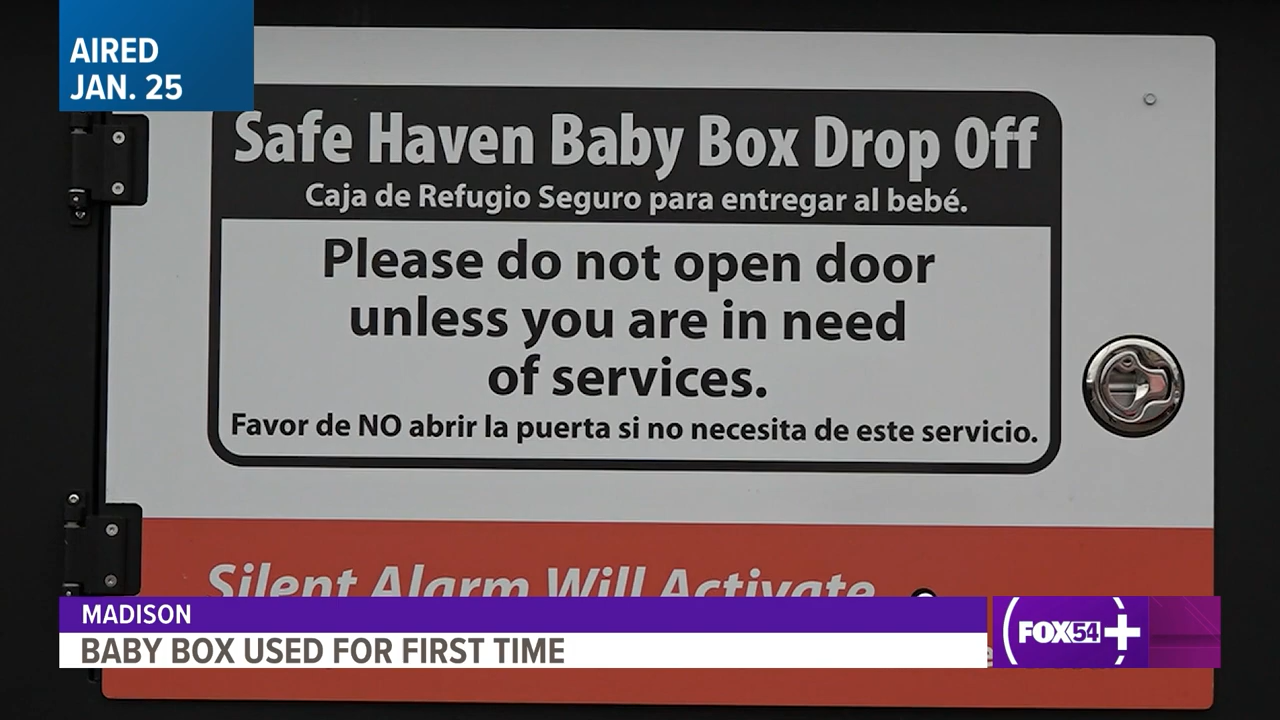 AIRED
JAN. 25
Safe Haven Baby Box Drop Off
Caja de Refugio Seguro para entregar al bebé.
Please do not open door
unless you are in need
of services.
Favor de NO abrir la puerta si no necesita de este servicio.
Silent Alarm Will Activate
MADISON
BABY BOX USED FOR FIRST TIME
FOX54+